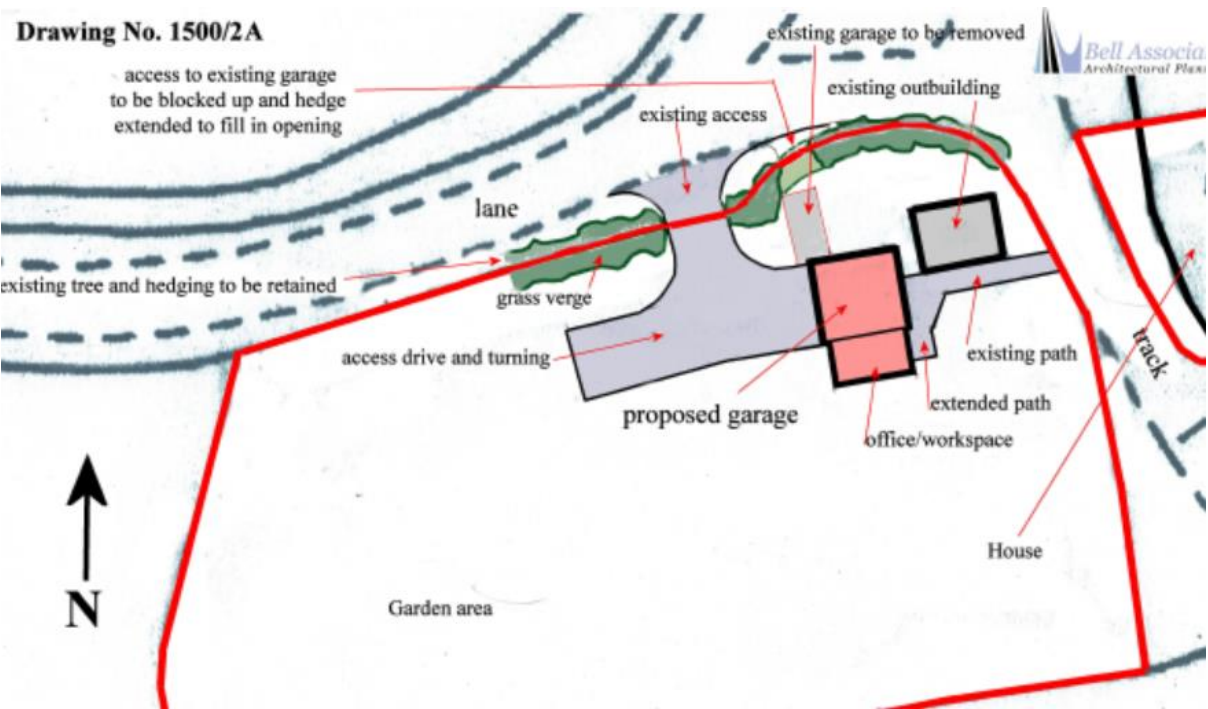 Drawing No. 1500/2A
existing garage to be removed
Bell Associa
Architectural Plans
access to existing garage
to be blocked up and hedge
extended to fill in opening
existing outbuilding
existing access
lane
existing tree and hedging to be retained
grass verge
track
access drive and turning
existing path
proposed garage
extended path
office/workspace
House
N
Garden area